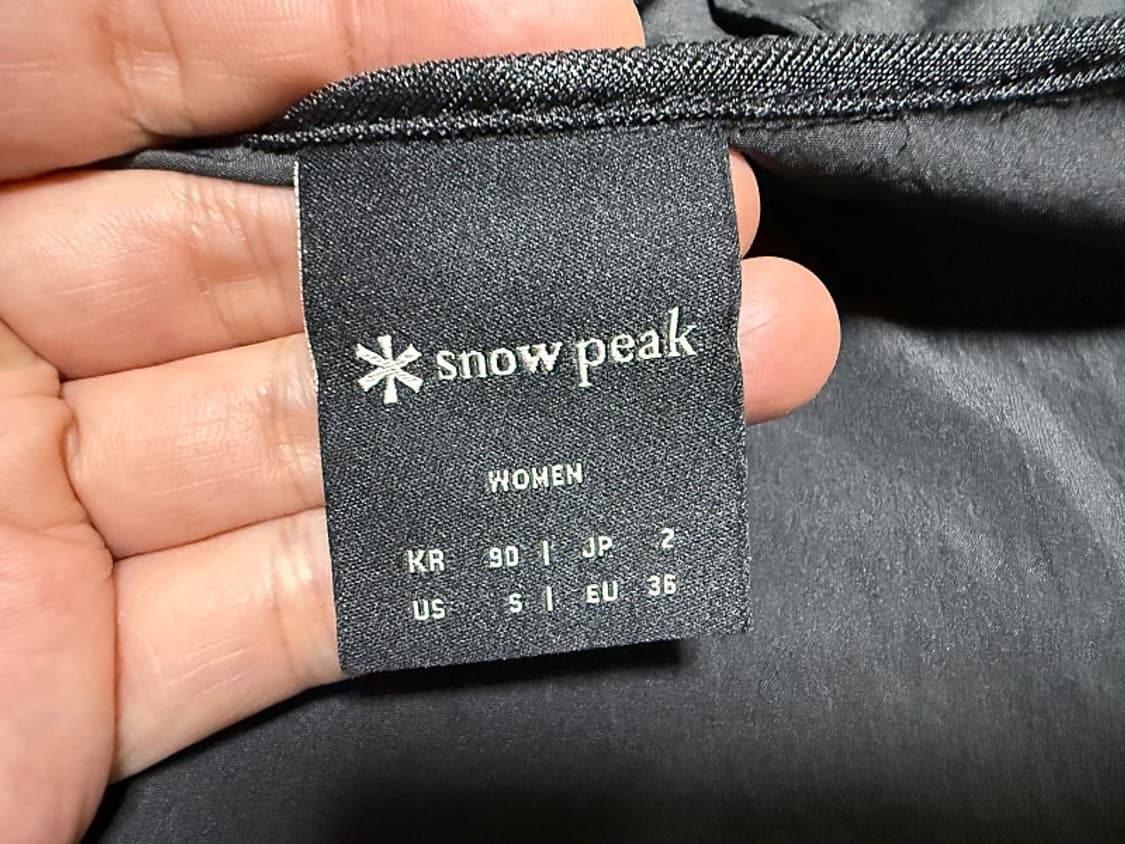 snow peak
WOMEN
KR 90 | JP 2
US S | EU 36